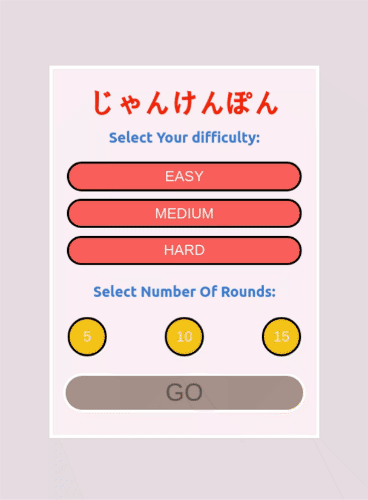 じゃんけんぽん
Select Your difficulty:
EASY
MEDIUM
HARD
Select Number Of Rounds:
5 10 15
GO